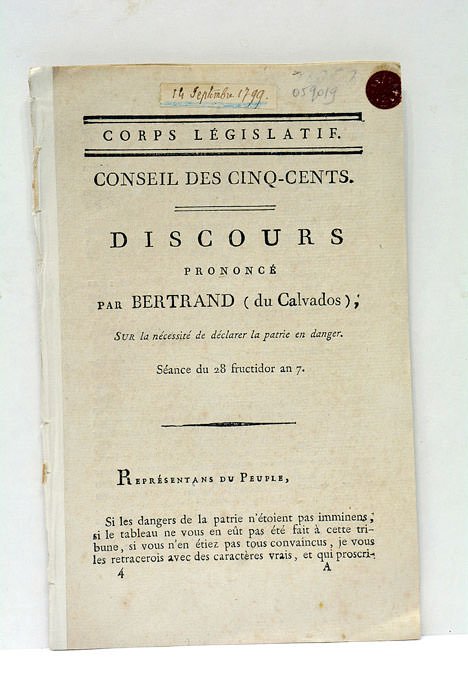 14 Septembre 1799.
059019
CORPS LÉGISLATIF.
CONSEIL DES CINQ-CENTS.
DISCOURS
PRONONCÉ
PAR BERTRAND (du Calvados),
SUR la nécessité de déclarer la patrie en danger.
Séance du 28 fructidor an 7.
REPRÉSENTANS DU PEUPLE,
Si les dangers de la patrie n'étoient pas imminens,
si le tableau ne vous en eût pas été fait à cette tri-
bune, si vous n'en étiez pas tous convaincus, je vous
les retracerois avec des caractères vrais, et qui proscri-
4 A